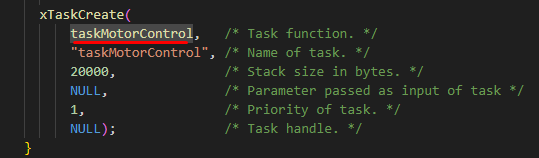 xTaskCreate(
taskMotorControl, /* Task function. */
"taskMotorControl", /* Name of task. */
20000, /* Stack size in bytes. */
NULL, /* Parameter passed as input of task */
1, /* Priority of task. */
NULL); /* Task handle. */
}